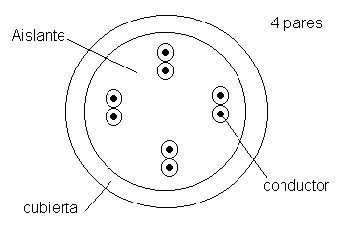 4 pares
Aislante
conductor
cubierta